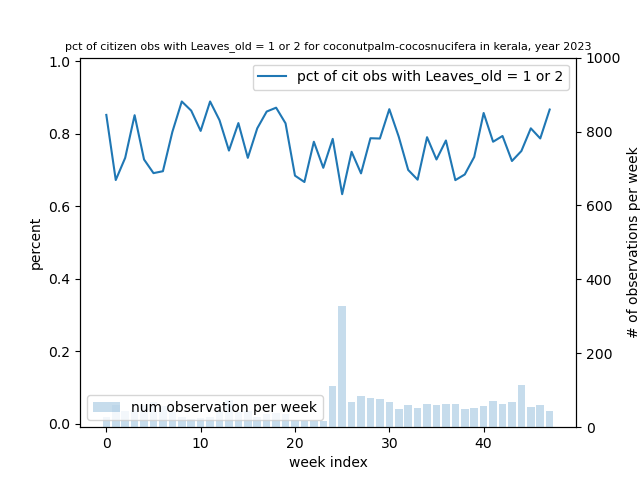 pct of citizen obs with Leaves_old = 1 or 2 for coconutpalm-cocosnucifera in kerala, year 2023
pct of cit obs with Leaves_old = 1 or 2
1.0
0.8
0.6
0.4
0.2
0.0
percent
1000
800
600
400
200
0
# of observations per week
num observation per week
0 10 20 30 40
week index